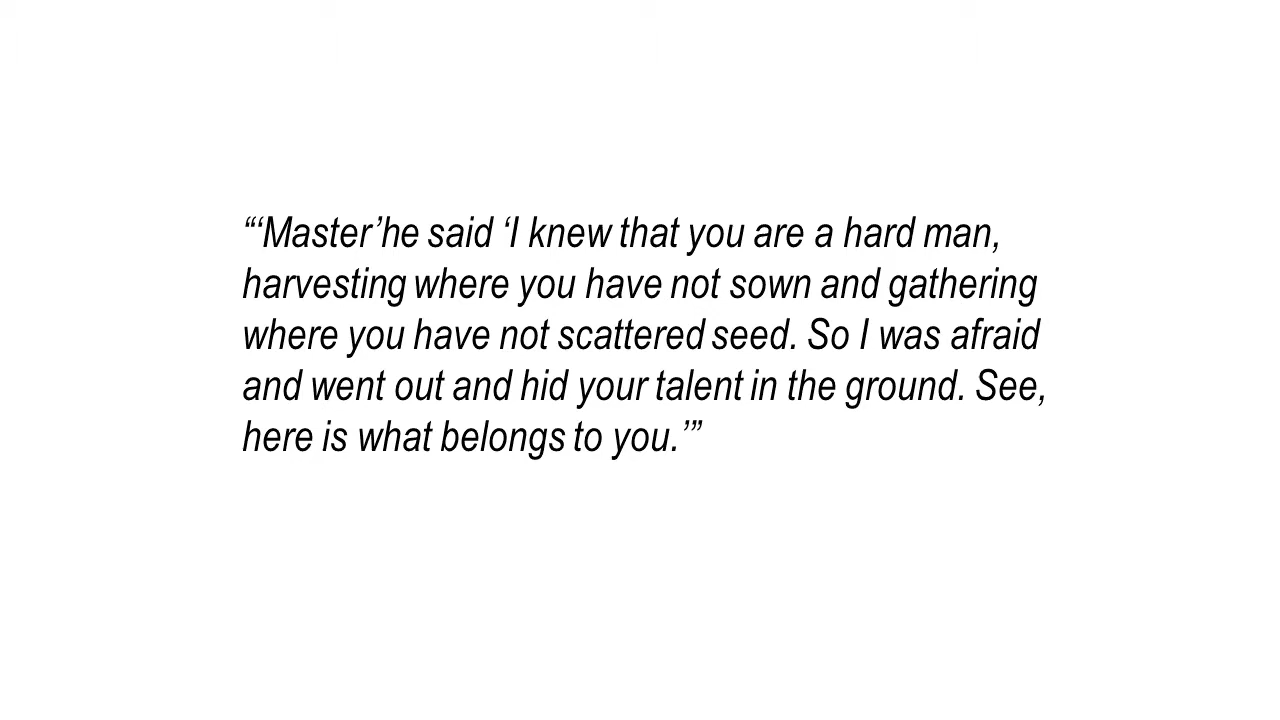 “‘Master’he said ‘I knew that you are a hard man,
harvesting where you have not sown and gathering
where you have not scattered seed. So I was afraid
and went out and hid your talent in the ground. See,
here is what belongs to you.’”